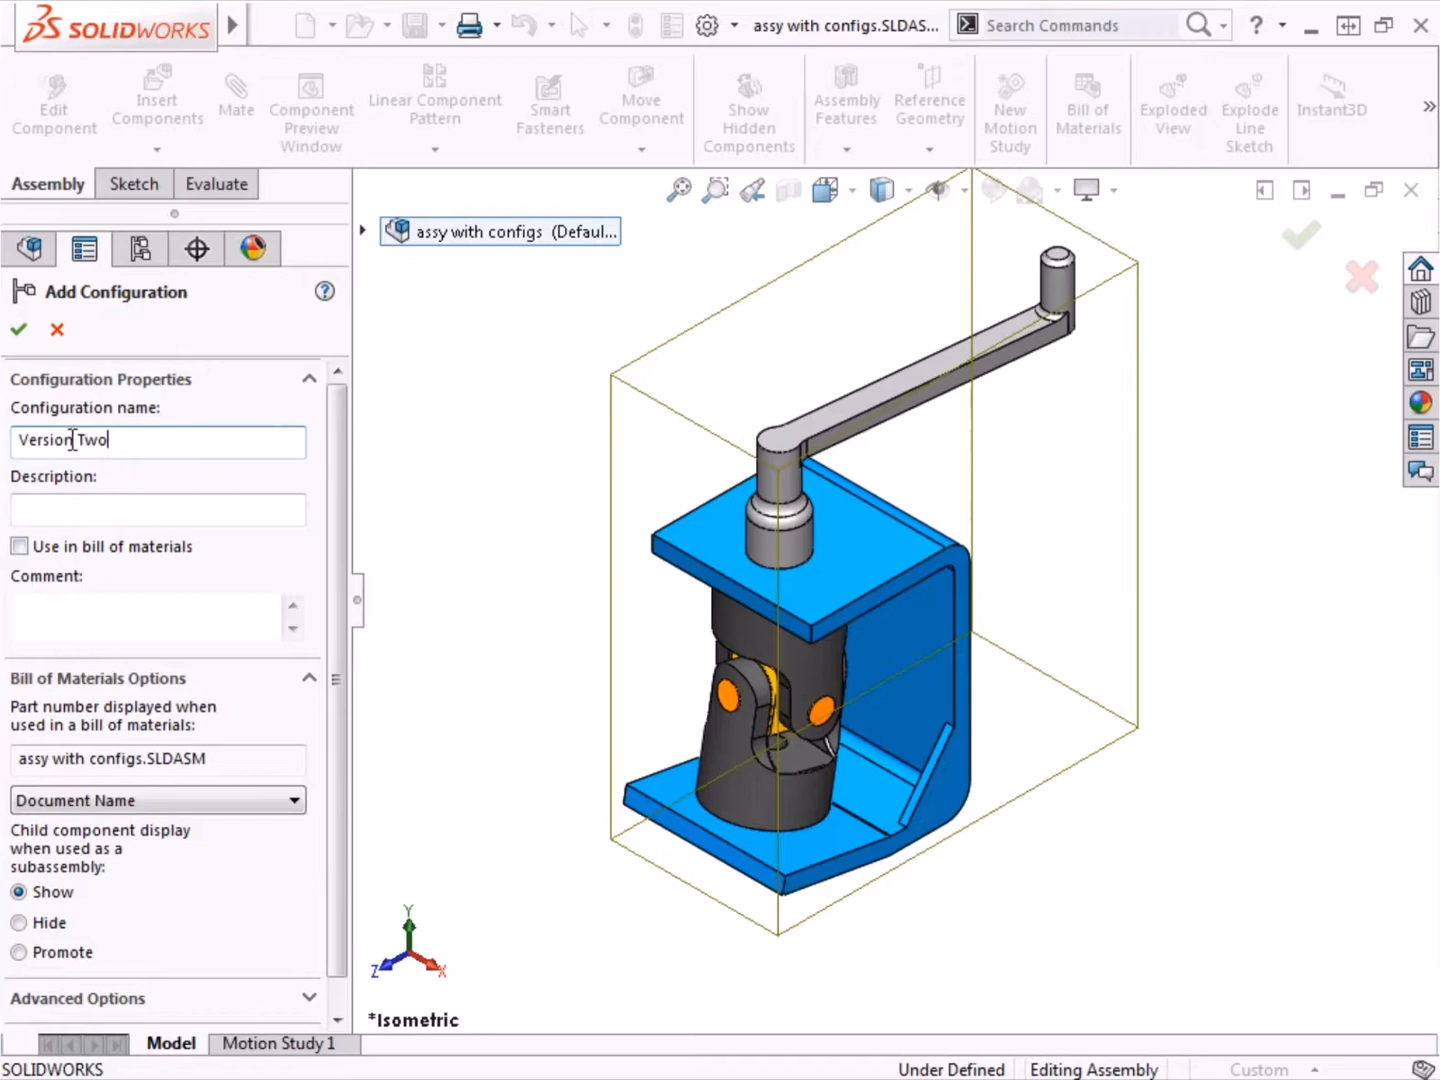 SOLIDWORKS
assy with configs.SLDAS...
Search Commands
?
Edit
Component
Insert
Components
Mate
Component
Preview
Window
Linear Component
Pattern
Smart
Fasteners
Move
Component
Show
Hidden
Components
Assembly
Features
Reference
Geometry
New
Motion
Study
Bill of
Materials
Exploded
View
Explode
Line
Sketch
Instant3D
»
Assembly
Sketch
Evaluate
assy with configs (Defaul...
Add Configuration
?
Configuration Properties
Configuration name:
Version Two
Description:
Use in bill of materials
Comment:
Bill of Materials Options
Part number displayed when
used in a bill of materials:
assy with configs.SLDASM
Document Name
Child component display
when used as a
subassembly:
Show
Hide
Promote
Advanced Options
Y
Z
X
*Isometric
Model
Motion Study 1
SOLIDWORKS
Under Defined
Editing Assembly
Custom